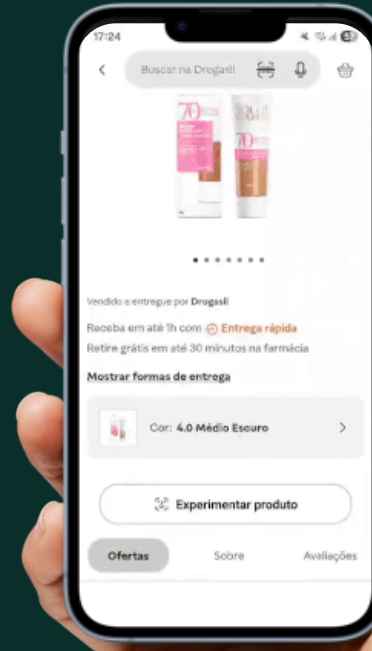 17:24
Buscar na Drogasil
70
70
Vendido e entregue por Drogasil
Receba em até 1h com Entrega rápida
Retire grátis em até 30 minutos na farmácia
Mostrar formas de entrega
Cor: 4.0 Médio Escuro
Experimentar produto
Ofertas
Sobre
Avaliações